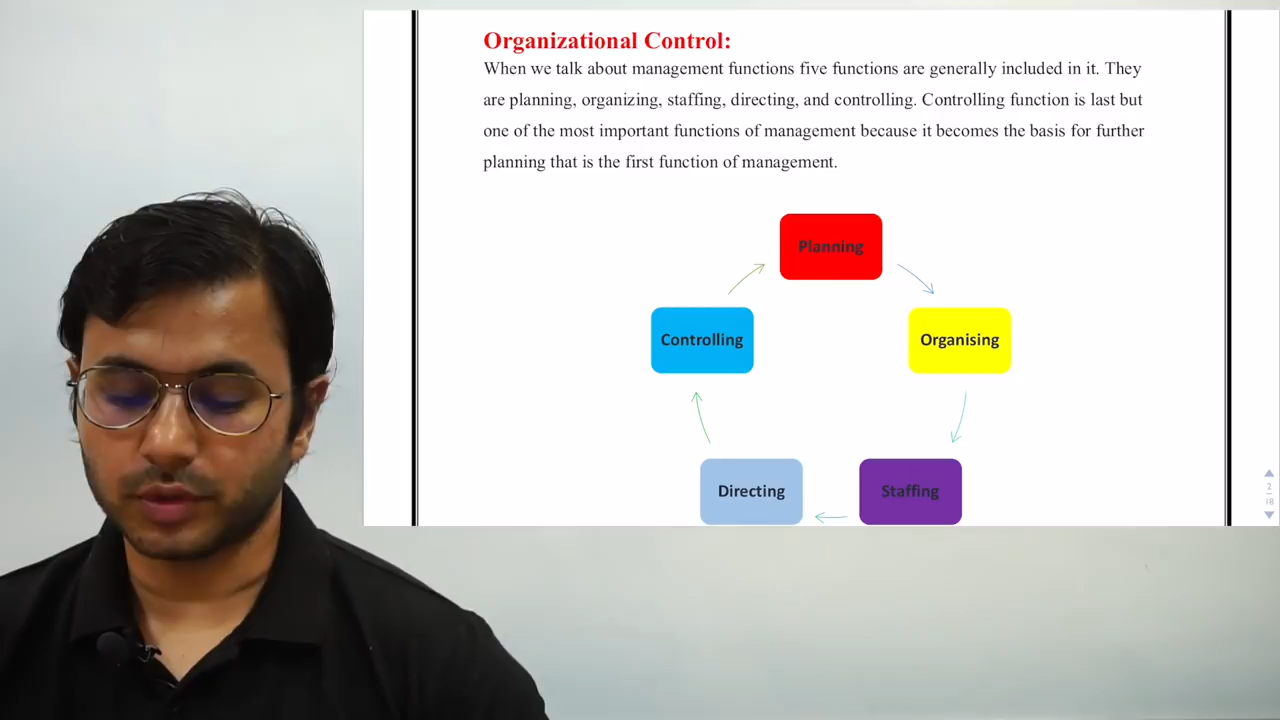 Organizational Control:
When we talk about management functions five functions are generally included in it. They
are planning, organizing, staffing, directing, and controlling. Controlling function is last but
one of the most important functions of management because it becomes the basis for further
planning that is the first function of management.
Planning
Controlling
Organising
Directing
Staffing
2
18